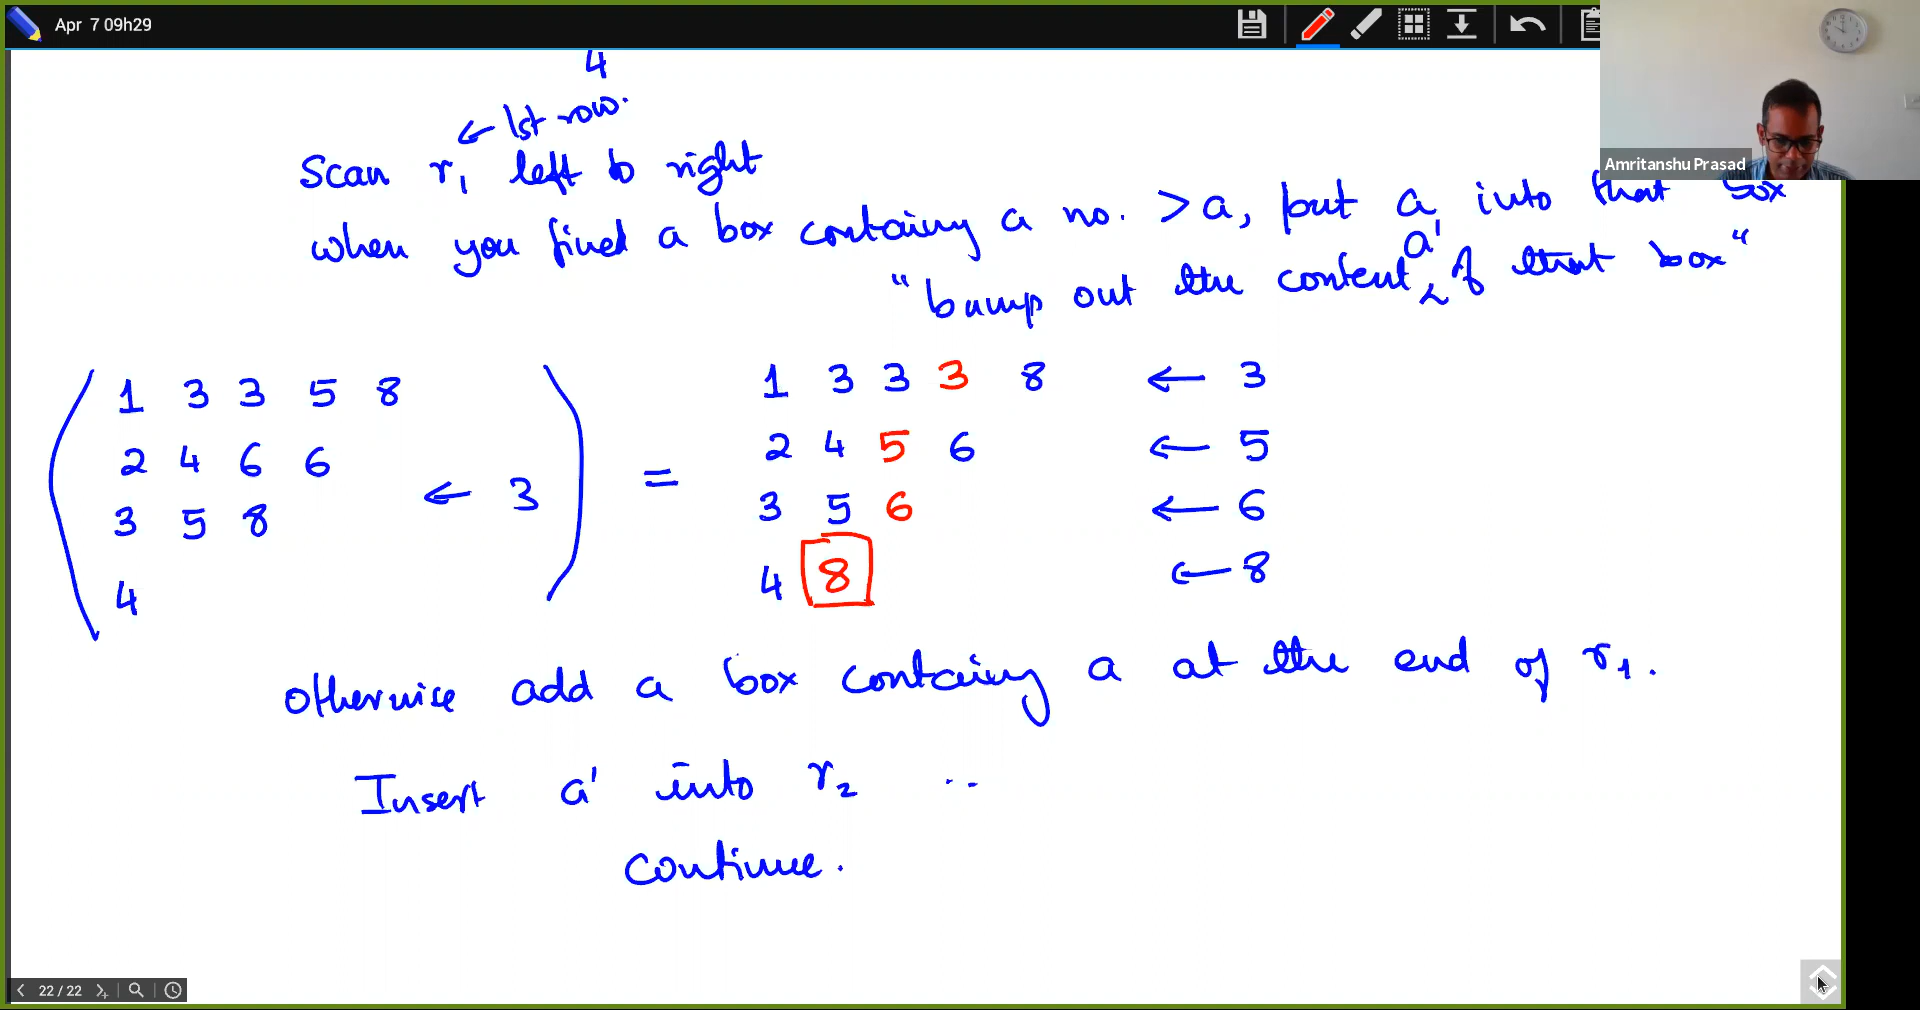 Apr 7 09h29
4
← 1st row.
Scan r₁ left to right
when you find a box containing a no. > a, put a into that box
"bump out the content a' of that box"
Amritanshu Prasad
( 1 3 3 5 8
2 4 6 6
3 5 8 ← 3 )
4
=
1 3 3 3 8 ← 3
2 4 5 6 ← 5
3 5 6 ← 6
4 8 ← 8
otherwise add a box containing a at the end of r₁.
Insert a' into r₂ ..
Continue.
22 / 22